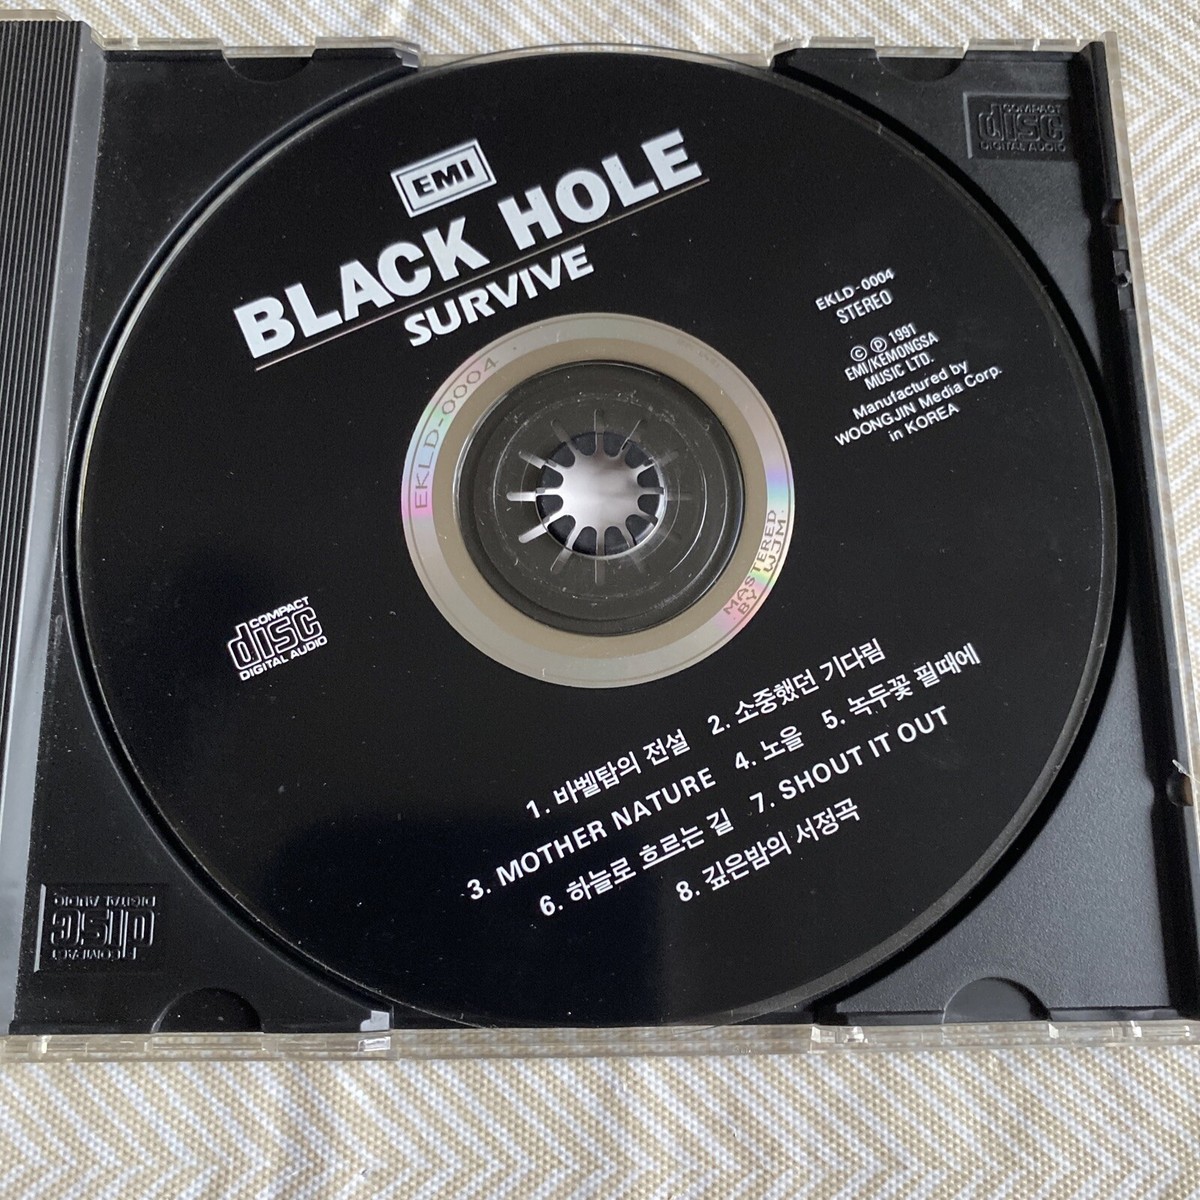 EMI
BLACK HOLE
SURVIVE
EKLD-0004
STEREO
© ℗ 1991
EMI/KEMONGSA
MUSIC LTD.
Manufactured by
WOONGJIN Media Corp.
in KOREA
EKLD-0004
MASTERED
BY WJM
COMPACT
disc
DIGITAL AUDIO
1. 바벨탑의 전설 2. 소중했던 기다림
3. MOTHER NATURE 4. 노을 5. 녹두꽃 필때에
6. 하늘로 흐르는 길 7. SHOUT IT OUT
8. 깊은밤의 서정곡
COMPACT
disc
DIGITAL AUDIO
COMPACT
disc
DIGITAL AUDIO